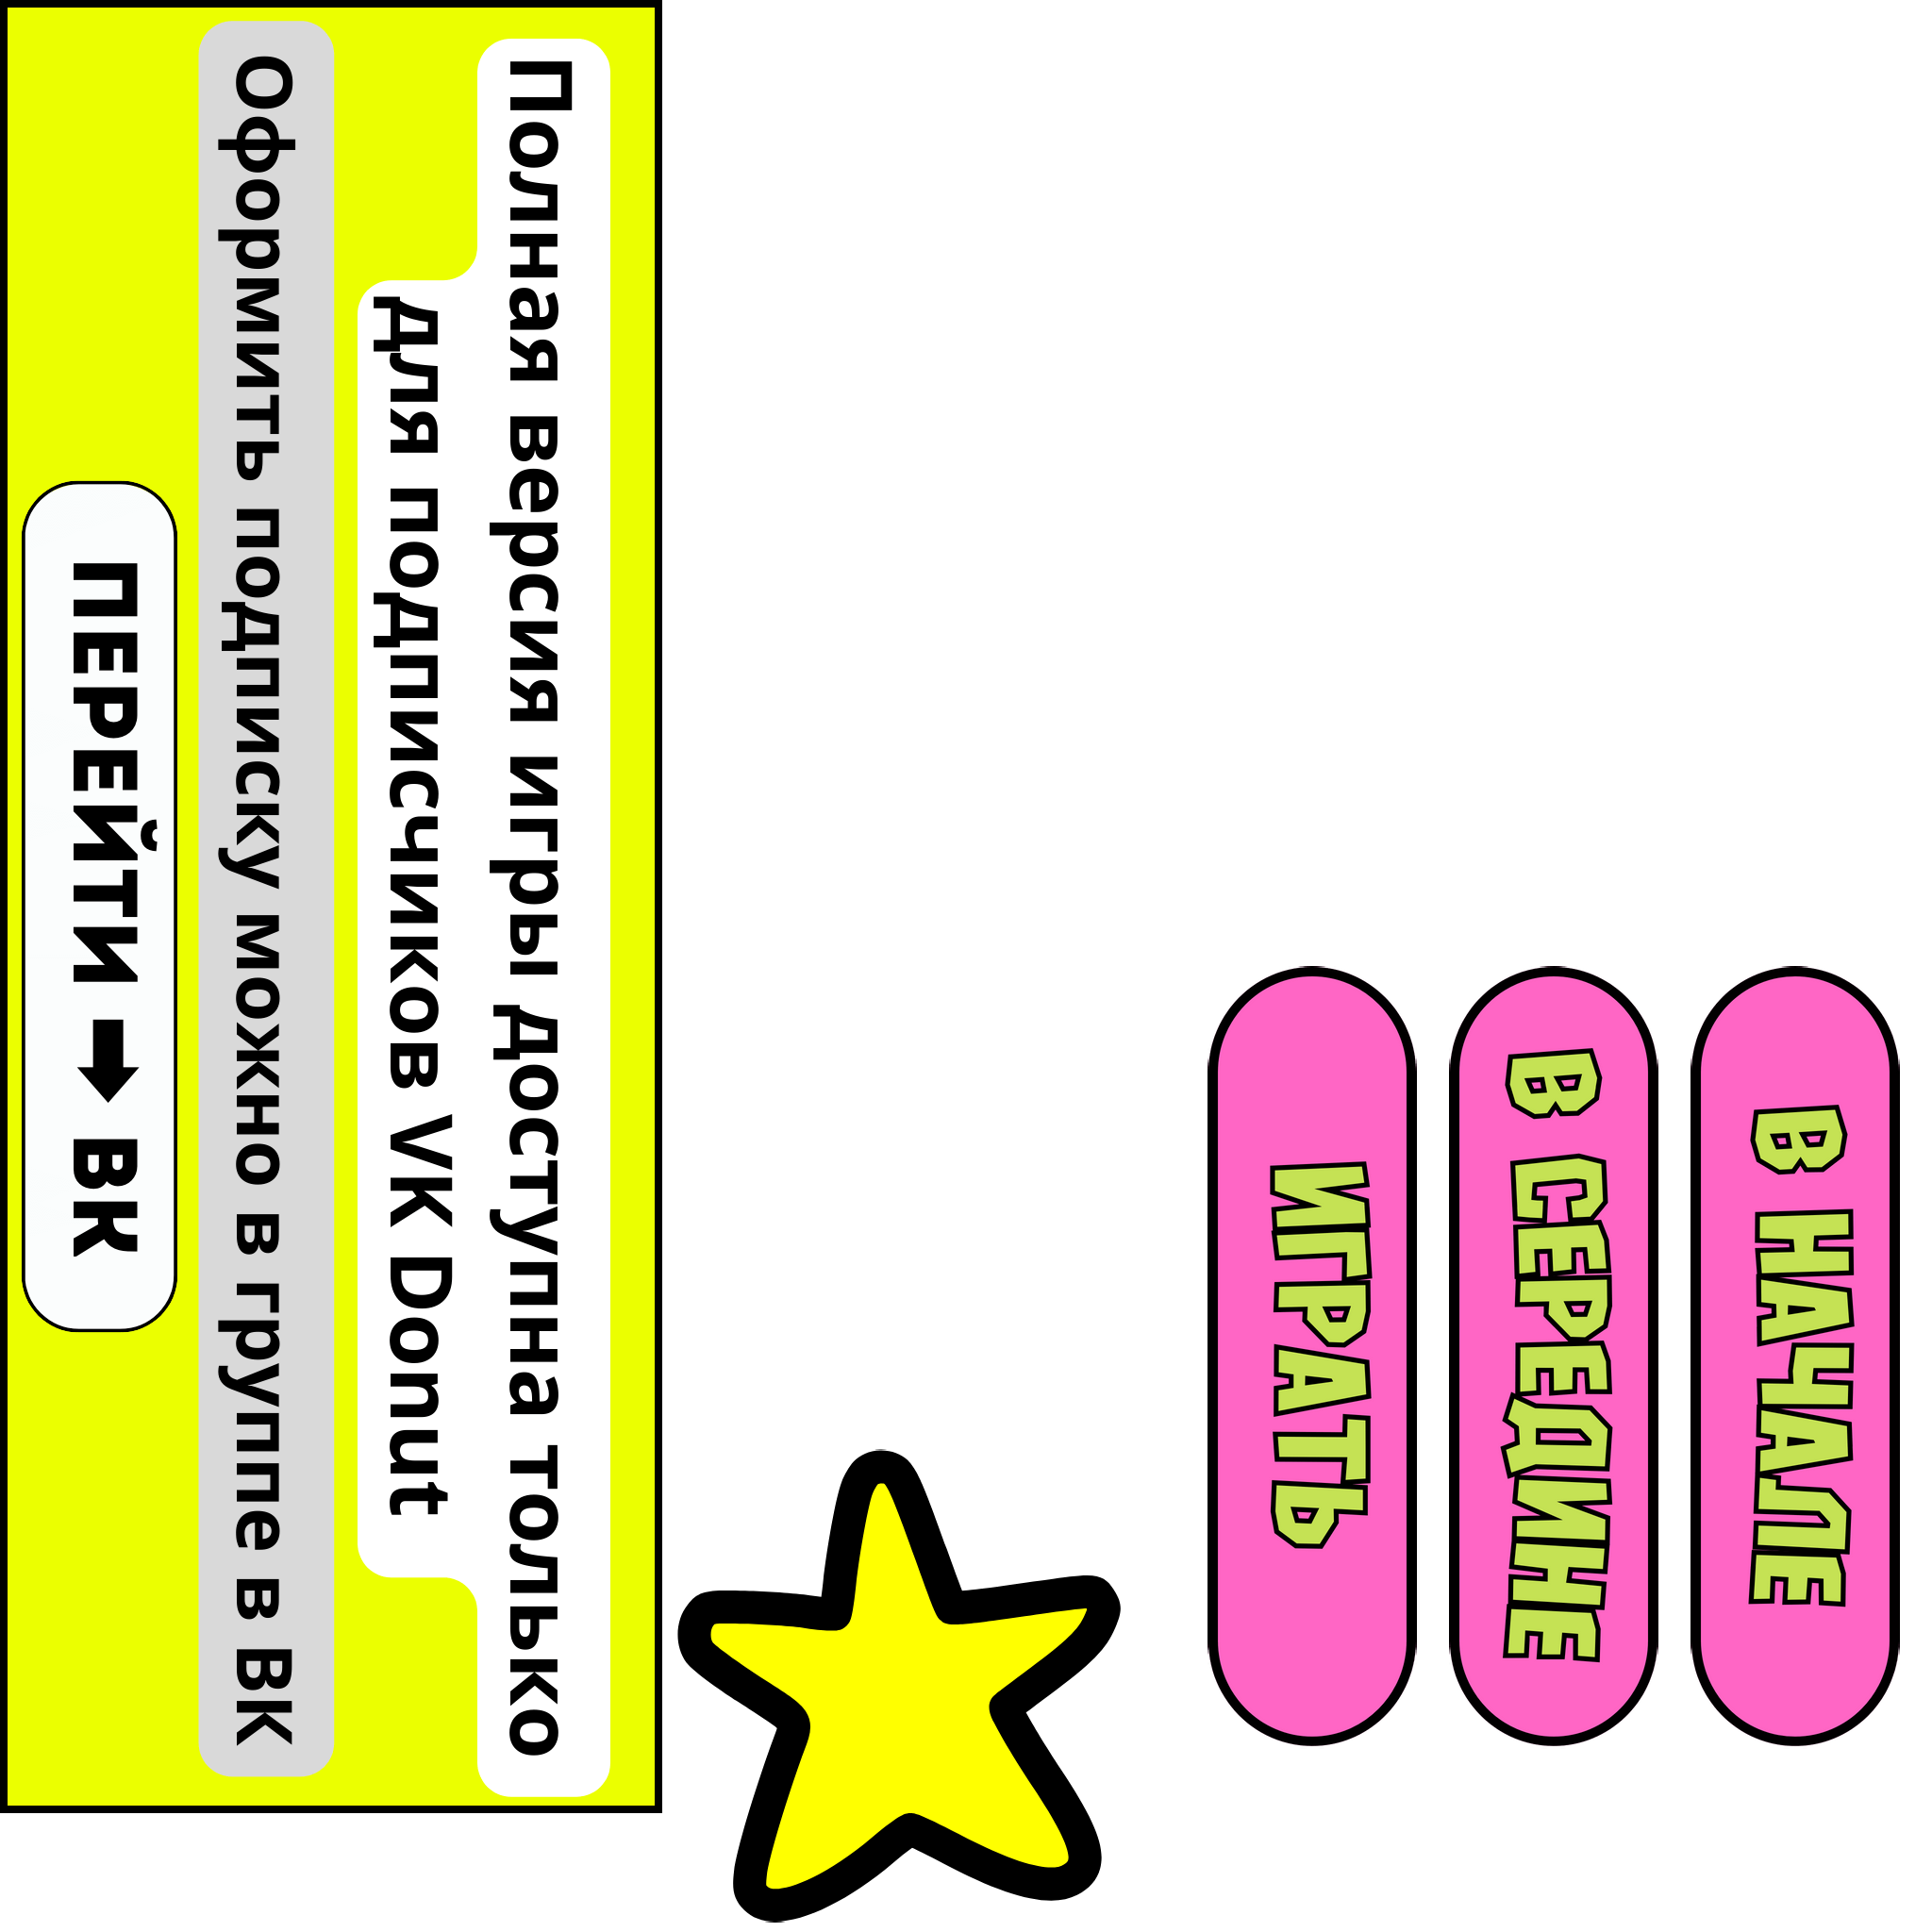 Полная версия игры доступна только
для подписчиков VK Donut
Оформить подписку можно в группе в ВК
ПЕРЕЙТИ ➡ ВК
В НАЧАЛЕ
В СЕРЕДИНЕ
ИГРАТЬ